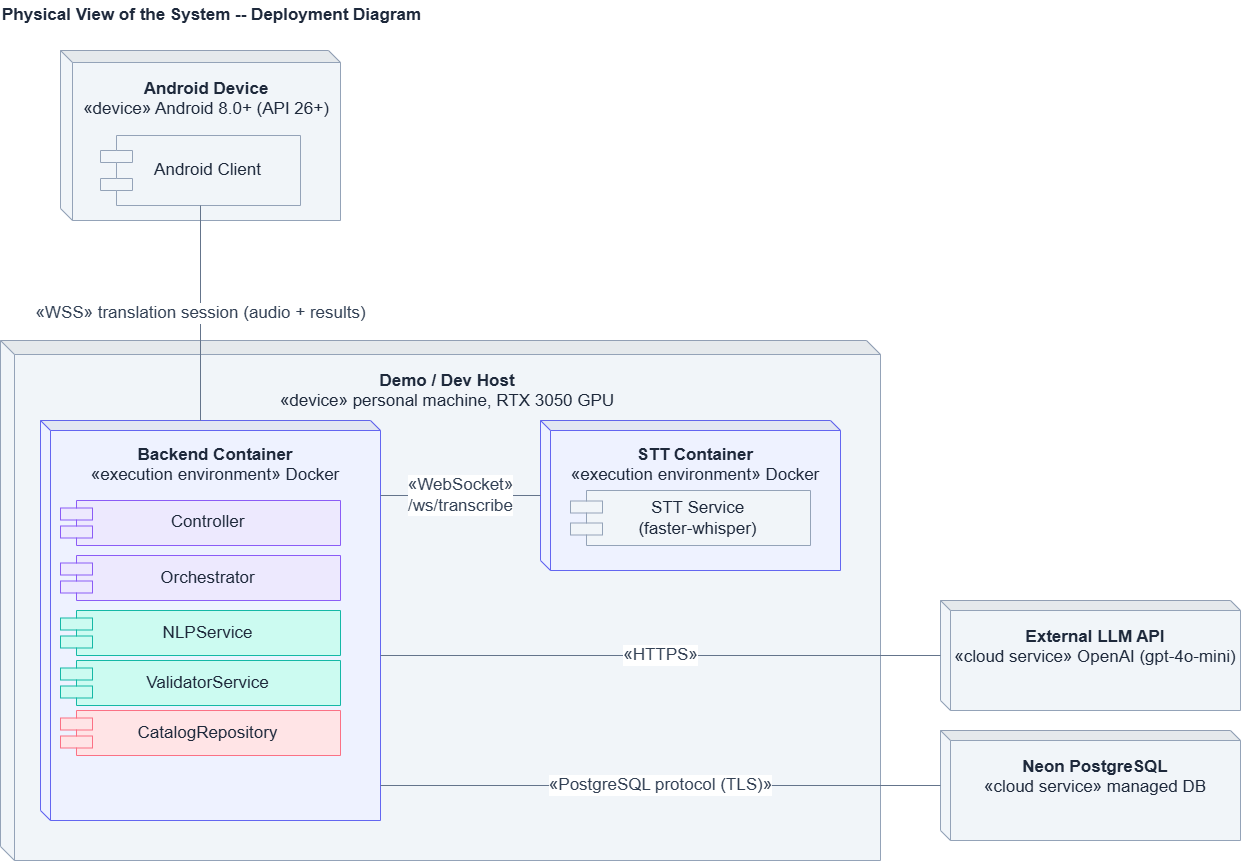 Physical View of the System -- Deployment Diagram
Android Device
«device» Android 8.0+ (API 26+)
Android Client
«WSS» translation session (audio + results)
Demo / Dev Host
«device» personal machine, RTX 3050 GPU
Backend Container
«execution environment» Docker
Controller
Orchestrator
NLPService
ValidatorService
CatalogRepository
«WebSocket»
/ws/transcribe
STT Container
«execution environment» Docker
STT Service
(faster-whisper)
«HTTPS»
External LLM API
«cloud service» OpenAI (gpt-4o-mini)
«PostgreSQL protocol (TLS)»
Neon PostgreSQL
«cloud service» managed DB